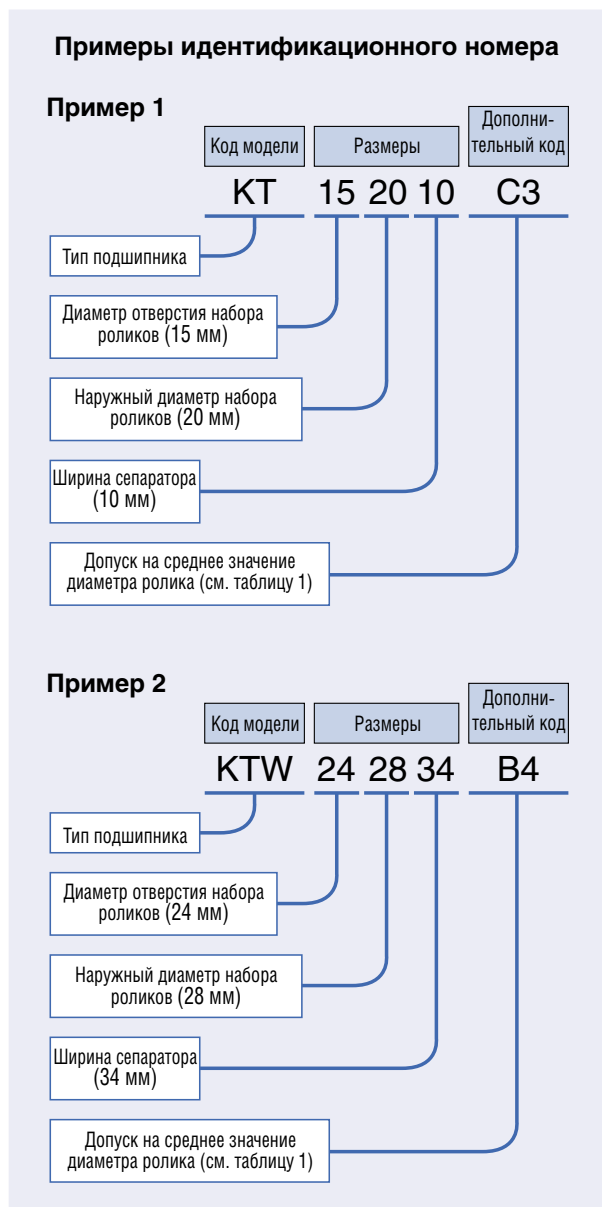 Примеры идентификационного номера
Пример 1
Код модели
Размеры
Дополни-
тельный код
KT 15 20 10 C3
Тип подшипника
Диаметр отверстия набора
роликов (15 мм)
Наружный диаметр набора
роликов (20 мм)
Ширина сепаратора
(10 мм)
Допуск на среднее значение
диаметра ролика (см. таблицу 1)
Пример 2
Код модели
Размеры
Дополни-
тельный код
KTW 24 28 34 B4
Тип подшипника
Диаметр отверстия набора
роликов (24 мм)
Наружный диаметр набора
роликов (28 мм)
Ширина сепаратора
(34 мм)
Допуск на среднее значение
диаметра ролика (см. таблицу 1)